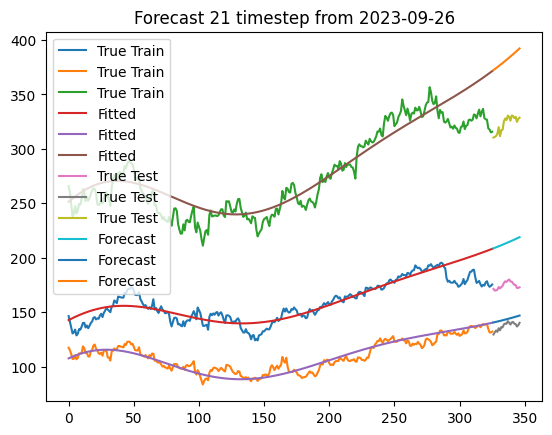 Forecast 21 timestep from 2023-09-26
400
350
300
250
200
150
100
True Train
True Train
True Train
Fitted
Fitted
Fitted
True Test
True Test
True Test
Forecast
Forecast
Forecast
0 50 100 150 200 250 300 350